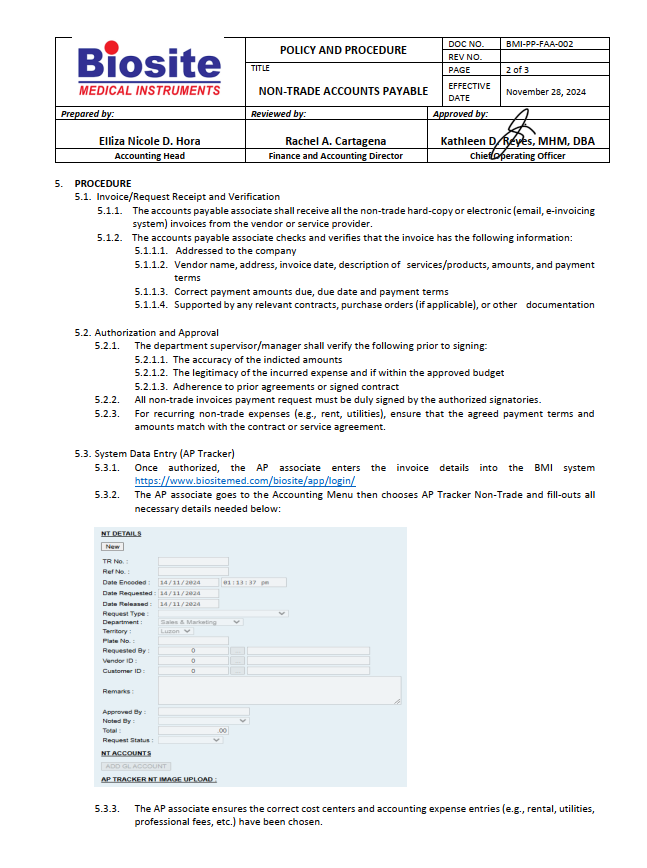 Biosite
MEDICAL INSTRUMENTS
POLICY AND PROCEDURE
DOC NO. BMI-PP-FAA-002
REV NO.
TITLE
PAGE 2 of 3
NON-TRADE ACCOUNTS PAYABLE
EFFECTIVE DATE November 28, 2024
Prepared by: Reviewed by: Approved by:
Elliza Nicole D. Hora Rachel A. Cartagena Kathleen D. Reyes, MHM, DBA
Accounting Head Finance and Accounting Director Chief Operating Officer
5. PROCEDURE
5.1. Invoice/Request Receipt and Verification
5.1.1. The accounts payable associate shall receive all the non-trade hard-copy or electronic (email, e-invoicing
system) invoices from the vendor or service provider.
5.1.2. The accounts payable associate checks and verifies that the invoice has the following information:
5.1.1.1. Addressed to the company
5.1.1.2. Vendor name, address, invoice date, description of services/products, amounts, and payment
terms
5.1.1.3. Correct payment amounts due, due date and payment terms
5.1.1.4. Supported by any relevant contracts, purchase orders (if applicable), or other documentation
5.2. Authorization and Approval
5.2.1. The department supervisor/manager shall verify the following prior to signing:
5.2.1.1. The accuracy of the indicted amounts
5.2.1.2. The legitimacy of the incurred expense and if within the approved budget
5.2.1.3. Adherence to prior agreements or signed contract
5.2.2. All non-trade invoices payment request must be duly signed by the authorized signatories.
5.2.3. For recurring non-trade expenses (e.g., rent, utilities), ensure that the agreed payment terms and
amounts match with the contract or service agreement.
5.3. System Data Entry (AP Tracker)
5.3.1. Once authorized, the AP associate enters the invoice details into the BMI system
https://www.biositemed.com/biosite/app/login/
5.3.2. The AP associate goes to the Accounting Menu then chooses AP Tracker Non-Trade and fill-outs all
necessary details needed below:
NT DETAILS
New
TR No. :
Ref No. :
Date Encoded : 14/11/2024 01:13:37 pm
Date Requested : 14/11/2024
Date Released : 14/11/2024
Request Type :
Department : Sales & Marketing
Territory : Luzon
Plate No. :
Requested By : 0 ...
Vendor ID : 0 ...
Customer ID : 0 ...
Remarks :
Approved By :
Noted By :
Total : .00
Request Status :
NT ACCOUNTS
ADD GL ACCOUNT
AP TRACKER NT IMAGE UPLOAD :
5.3.3. The AP associate ensures the correct cost centers and accounting expense entries (e.g., rental, utilities,
professional fees, etc.) have been chosen.